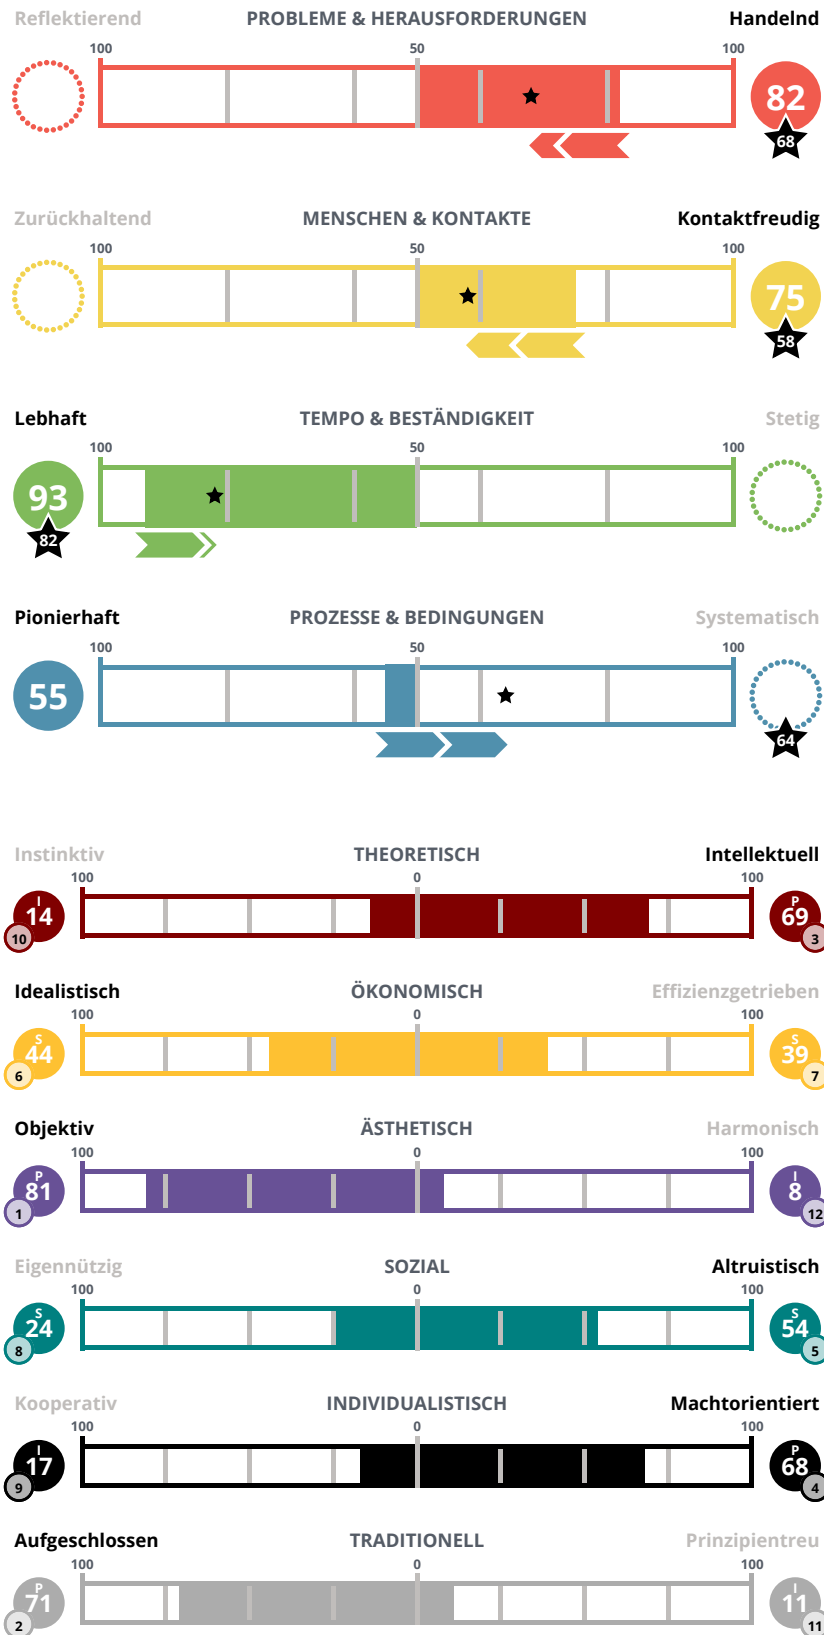 Reflektierend PROBLEME & HERAUSFORDERUNGEN Handelnd
100 50 100
82
68
Zurückhaltend MENSCHEN & KONTAKTE Kontaktfreudig
100 50 100
75
58
Lebhaft TEMPO & BESTÄNDIGKEIT Stetig
100 50 100
93
82
Pionierhaft PROZESSE & BEDINGUNGEN Systematisch
100 50 100
55
64
Instinktiv THEORETISCH Intellektuell
100 0 100
I P
14 69
10 3
Idealistisch ÖKONOMISCH Effizienzgetrieben
100 0 100
S S
44 39
6 7
Objektiv ÄSTHETISCH Harmonisch
100 0 100
P I
81 8
1 12
Eigennützig SOZIAL Altruistisch
100 0 100
S S
24 54
8 5
Kooperativ INDIVIDUALISTISCH Machtorientiert
100 0 100
I P
17 68
9 4
Aufgeschlossen TRADITIONELL Prinzipientreu
100 0 100
P I
71 11
2 11